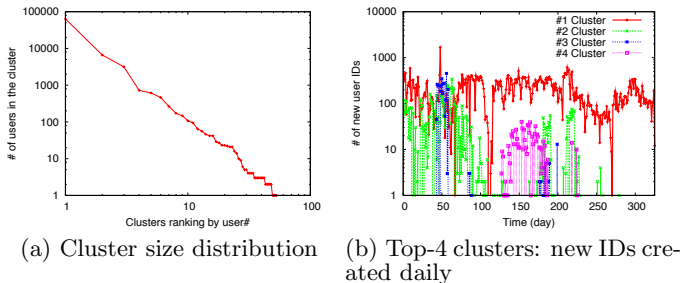 100000
10000
1000
100
10
1
1
10
100
# of users in the cluster
Clusters ranking by user#
(a) Cluster size distribution
10000
1000
100
10
1
0
50
100
150
200
250
300
# of new user IDs
Time (day)
#1 Cluster
#2 Cluster
#3 Cluster
#4 Cluster
(b) Top-4 clusters: new IDs cre-
ated daily